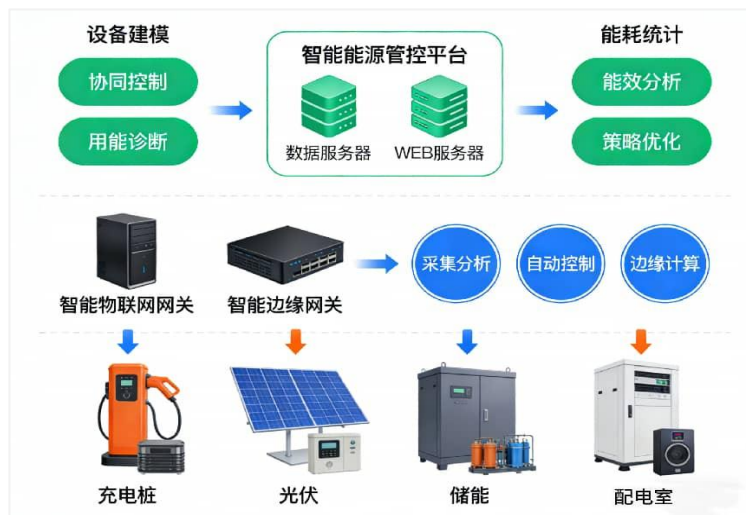 设备建模
协同控制
用能诊断
智能能源管控平台
数据服务器
WEB服务器
能耗统计
能效分析
策略优化
智能物联网网关
智能边缘网关
采集分析
自动控制
边缘计算
充电桩
光伏
储能
配电室